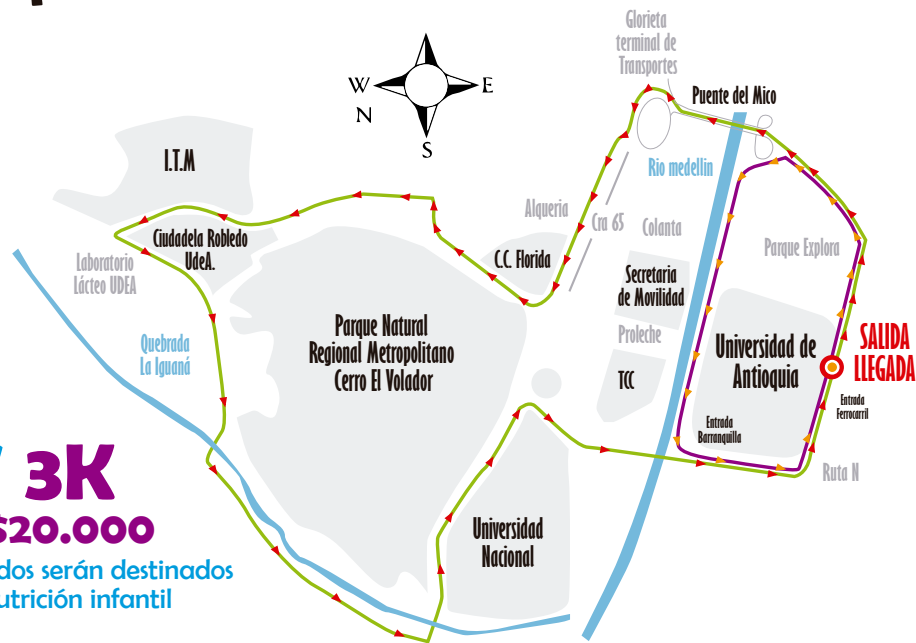 Glorieta
terminal de
Transportes
Puente del Mico
W
E
N
S
I.T.M
Rio medellin
Alqueria
Cra 65
Colanta
Parque Explora
Ciudadela Robledo
UdeA.
C.C. Florida
Laboratorio
Lácteo UDEA
Secretaria
de Movilidad
Quebrada
La Iguaná
Parque Natural
Regional Metropolitano
Cerro El Volador
Proleche
TCC
Universidad de
Antioquia
SALIDA
LLEGADA
Entrada
Ferrocarril
Entrada
Barranquilla
Ruta N
3K
$20.000
dos serán destinados
utrición infantil
Universidad
Nacional